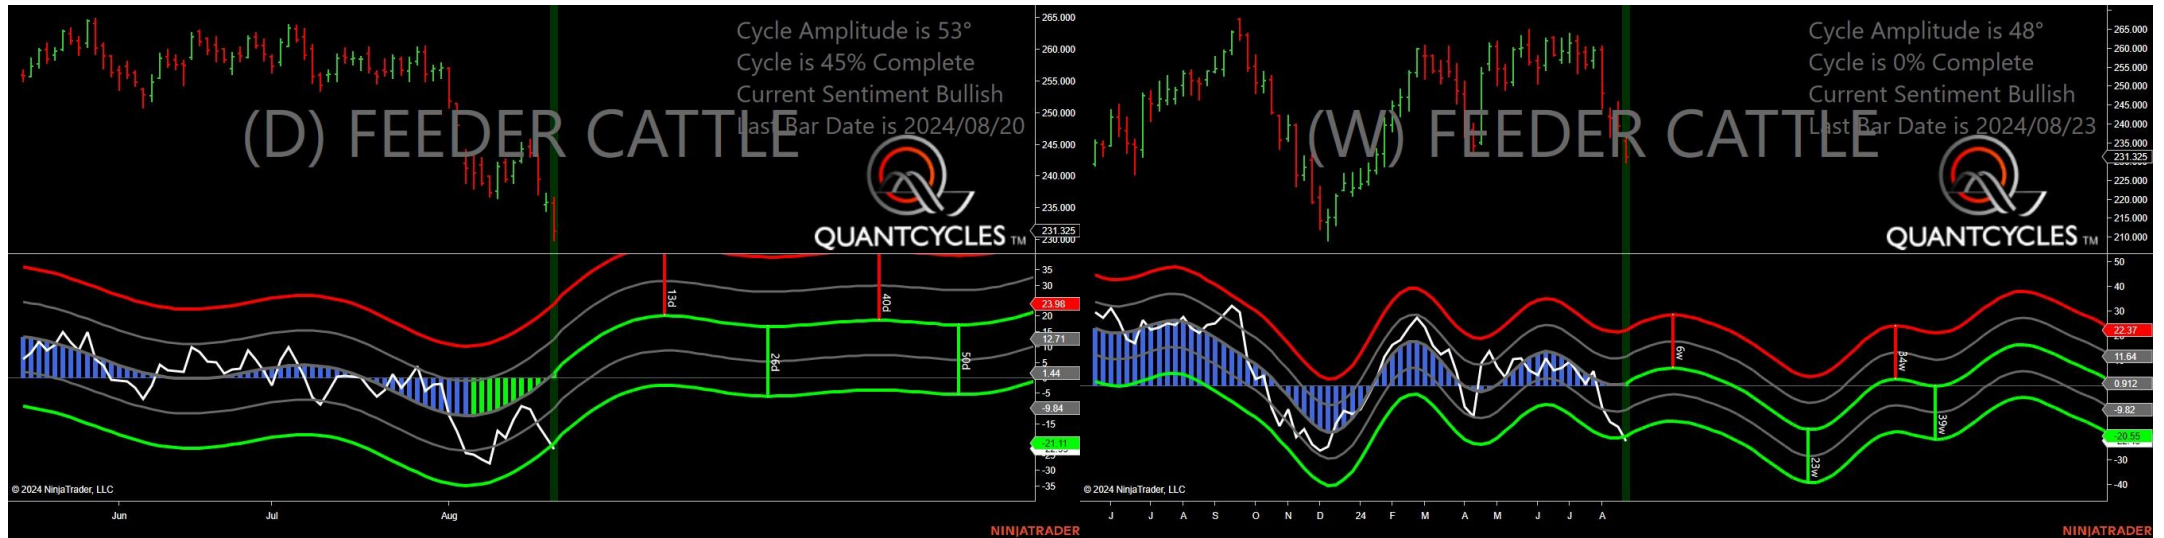 Cycle Amplitude is 53°
Cycle is 45% Complete
Current Sentiment Bullish
Last Bar Date is 2024/08/20
(D) FEEDER CATTLE
QUANTCYCLES TM
265.000
260.000
255.000
250.000
245.000
240.000
235.000
231.325
230.000
13d
26d
40d
50d
35
30
23.98
20
15
12.71
10
5
1.44
-5
-9.84
-15
-21.11
-30
-35
© 2024 NinjaTrader, LLC
Jun
Jul
Aug
NINJATRADER
Cycle Amplitude is 48°
Cycle is 0% Complete
Current Sentiment Bullish
Last Bar Date is 2024/08/23
(W) FEEDER CATTLE
QUANTCYCLES TM
265.000
260.000
255.000
250.000
245.000
240.000
235.000
231.325
225.000
220.000
215.000
210.000
6w
23w
34w
39w
50
40
30
22.37
11.64
0.912
-9.82
-20.55
-30
-40
© 2024 NinjaTrader, LLC
J
J
A
S
O
N
D
24
F
M
A
M
J
J
A
NINJATRADER